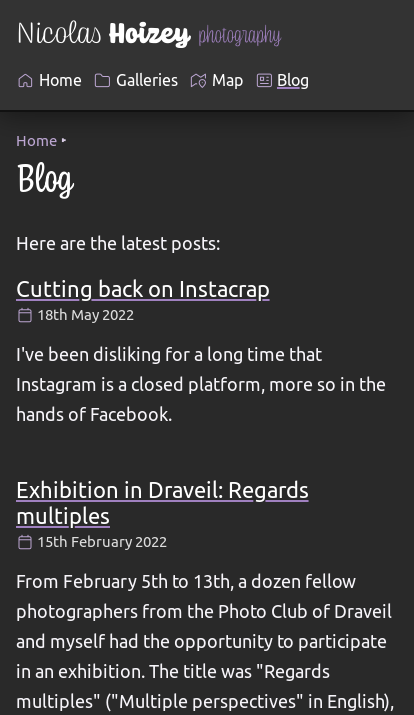 Nicolas Hoizey photography
Home Galleries Map Blog
Home ‣
Blog
Here are the latest posts:
Cutting back on Instacrap
18th May 2022
I've been disliking for a long time that
Instagram is a closed platform, more so in the
hands of Facebook.
Exhibition in Draveil: Regards
multiples
15th February 2022
From February 5th to 13th, a dozen fellow
photographers from the Photo Club of Draveil
and myself had the opportunity to participate
in an exhibition. The title was "Regards
multiples" ("Multiple perspectives" in English),